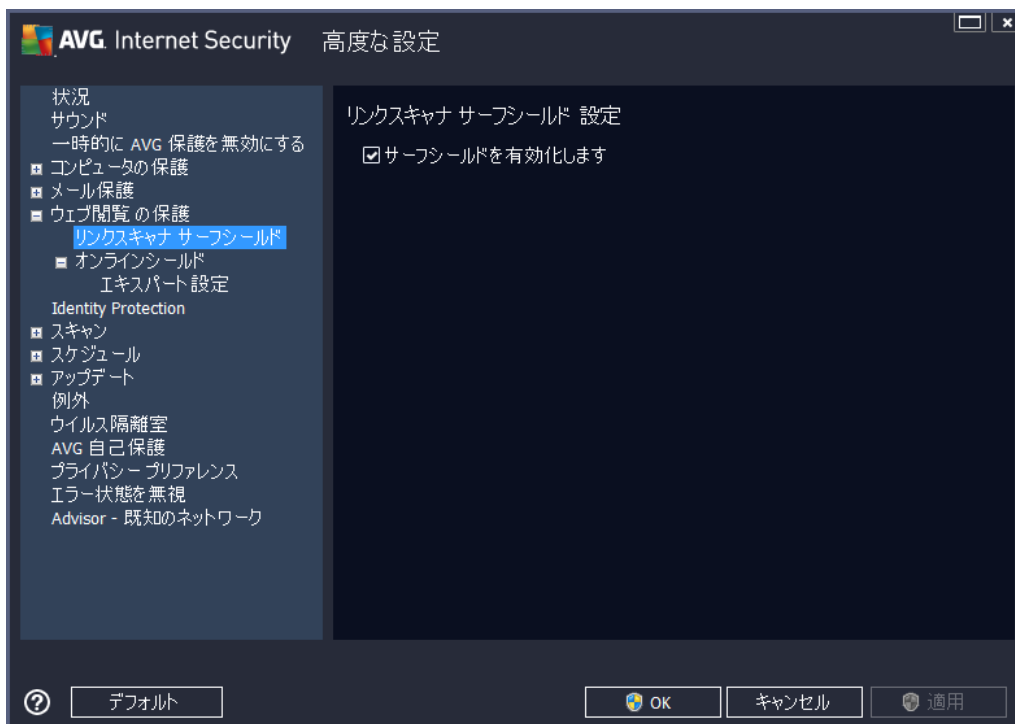 AVG. Internet Security 高度な設定
状況
サウンド
一時的に AVG 保護を無効にする
コンピュータの保護
メール保護
ウェブ閲覧 の保護
リンクスキャナ サーフシールド
オンラインシールド
エキスパート設定
Identity Protection
スキャン
スケジュール
アップデート
例外
ウイルス隔離室
AVG 自己保護
プライバシー プリファレンス
エラー状態を無視
Advisor - 既知のネットワーク
リンクスキャナ サーフシールド 設定
サーフシールドを有効化します
? デフォルト OK キャンセル 適用